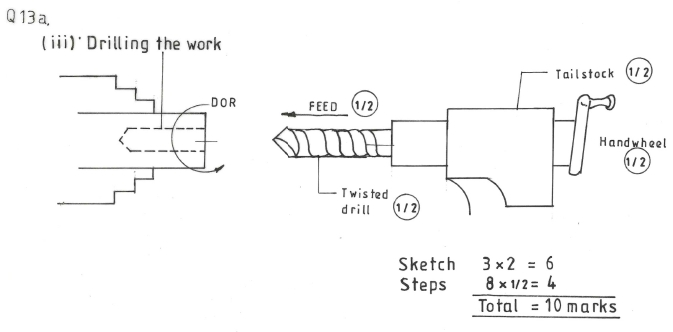 Q13a,
(iii) Drilling the work
DOR
FEED 1/2
Tailstock 1/2
Handwheel
1/2
Twisted
drill 1/2
Sketch 3×2 = 6
Steps 8×1/2= 4
Total = 10 marks